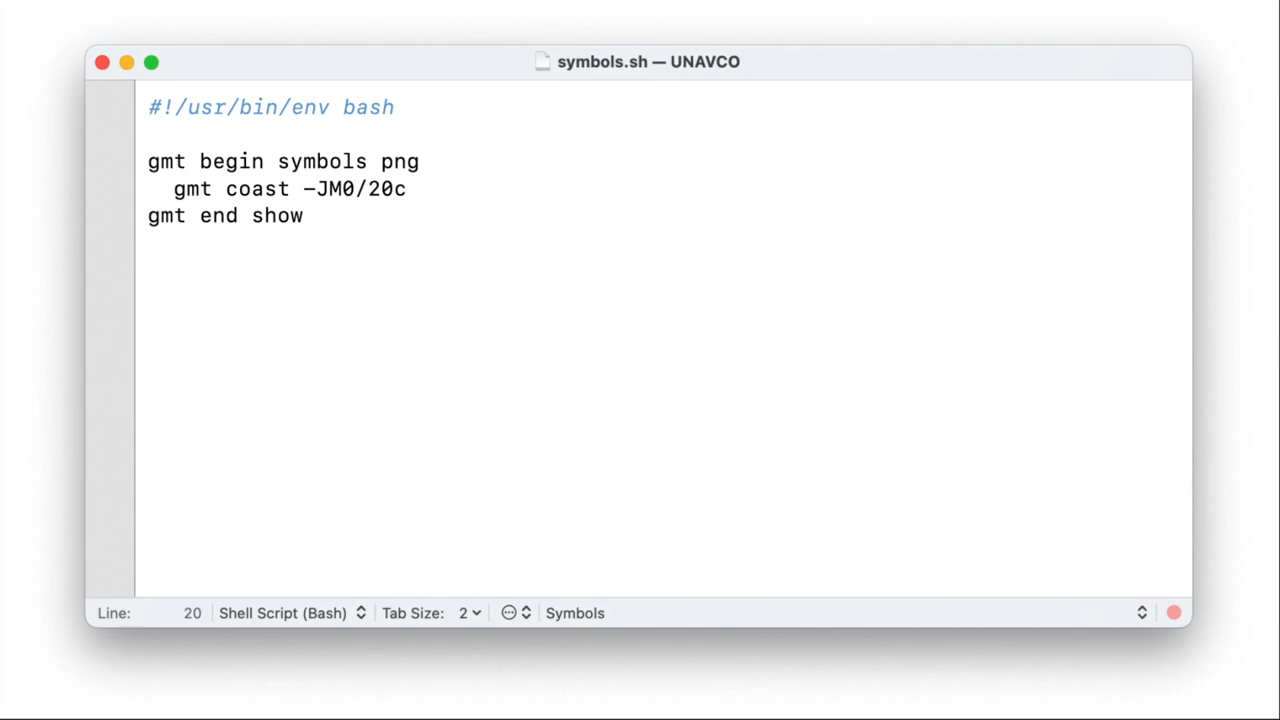 symbols.sh — UNAVCO
#!/usr/bin/env bash
gmt begin symbols png
gmt coast -JM0/20c
gmt end show
Line: 20 Shell Script (Bash) Tab Size: 2 Symbols